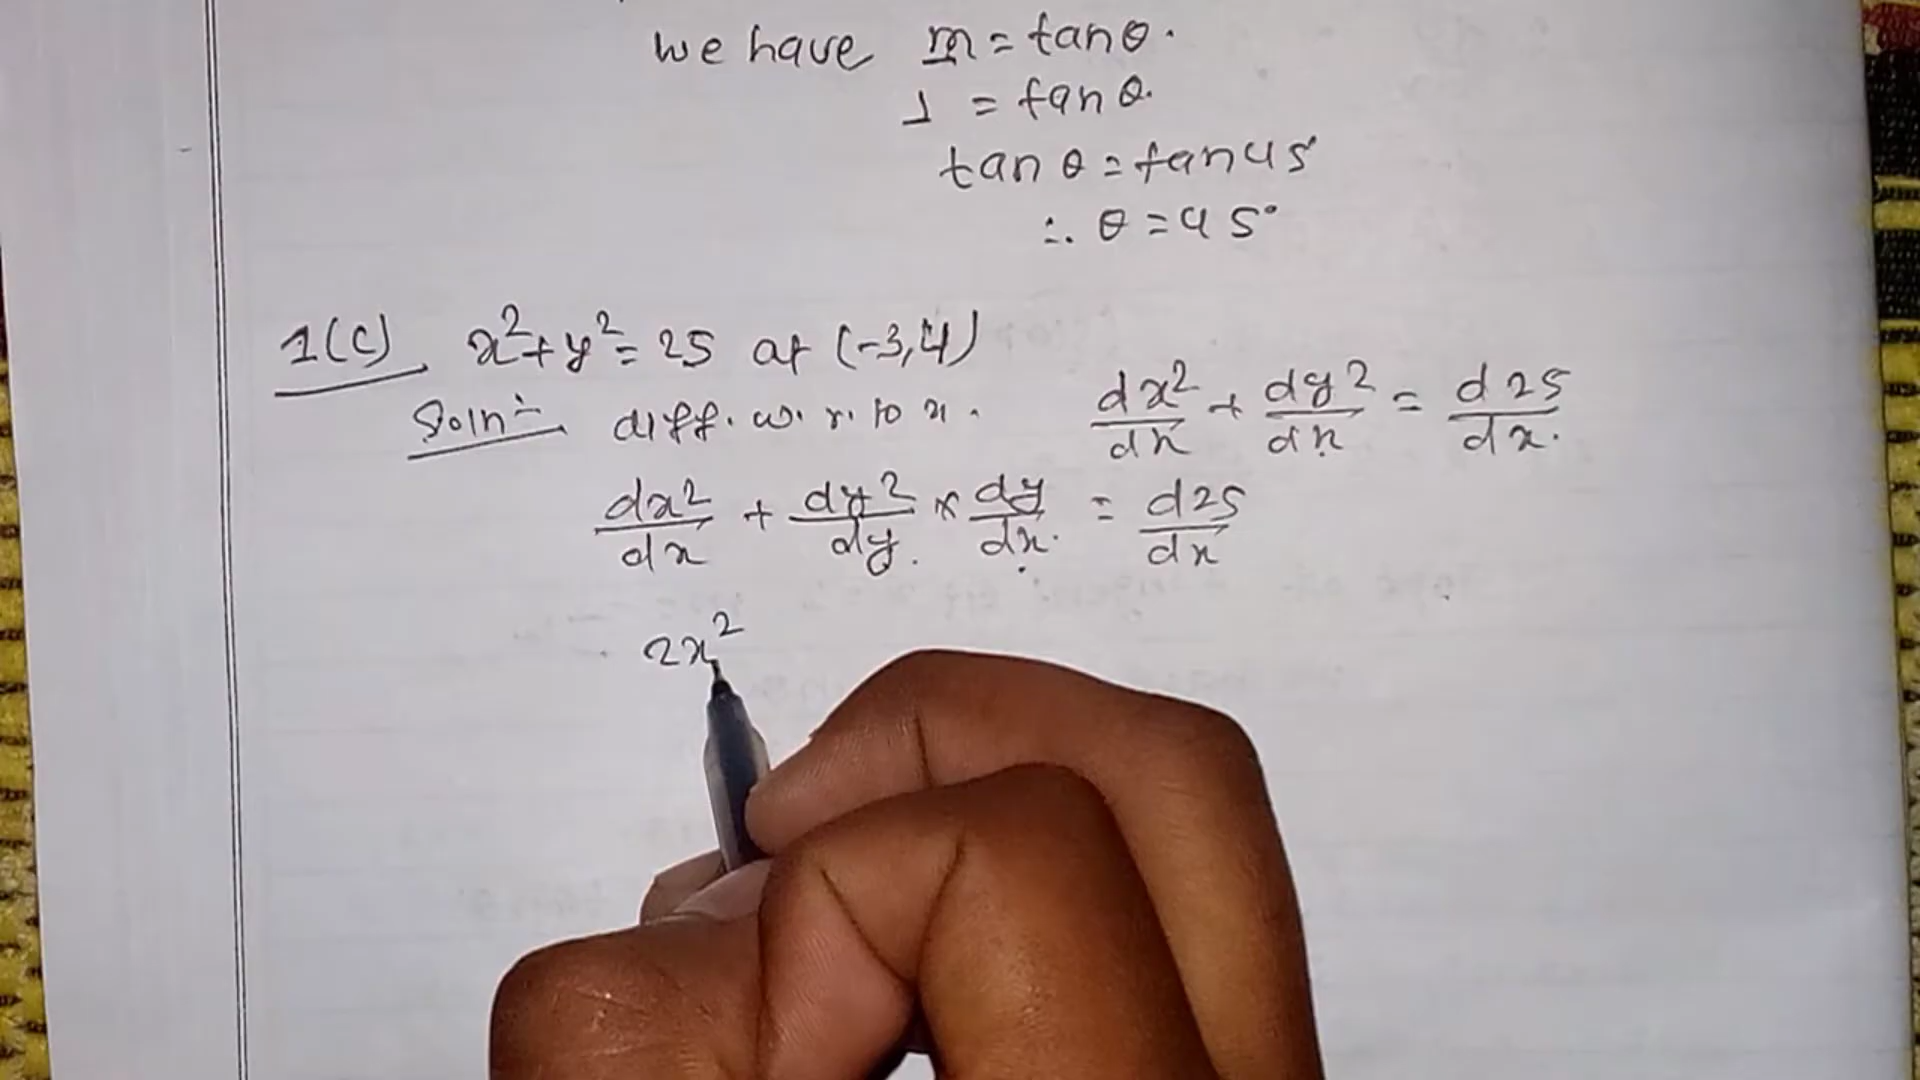 we have m = tanθ.
1 = tanθ.
tanθ = tan45
∴ θ = 45°
1(c). x²+y² = 25 at (-3,4)
Soln:- diff. w. r. to x. dx²/dx + dy²/dx = d25/dx.
dx²/dx + dy²/dy. × dy/dx. = d25/dx
2x²